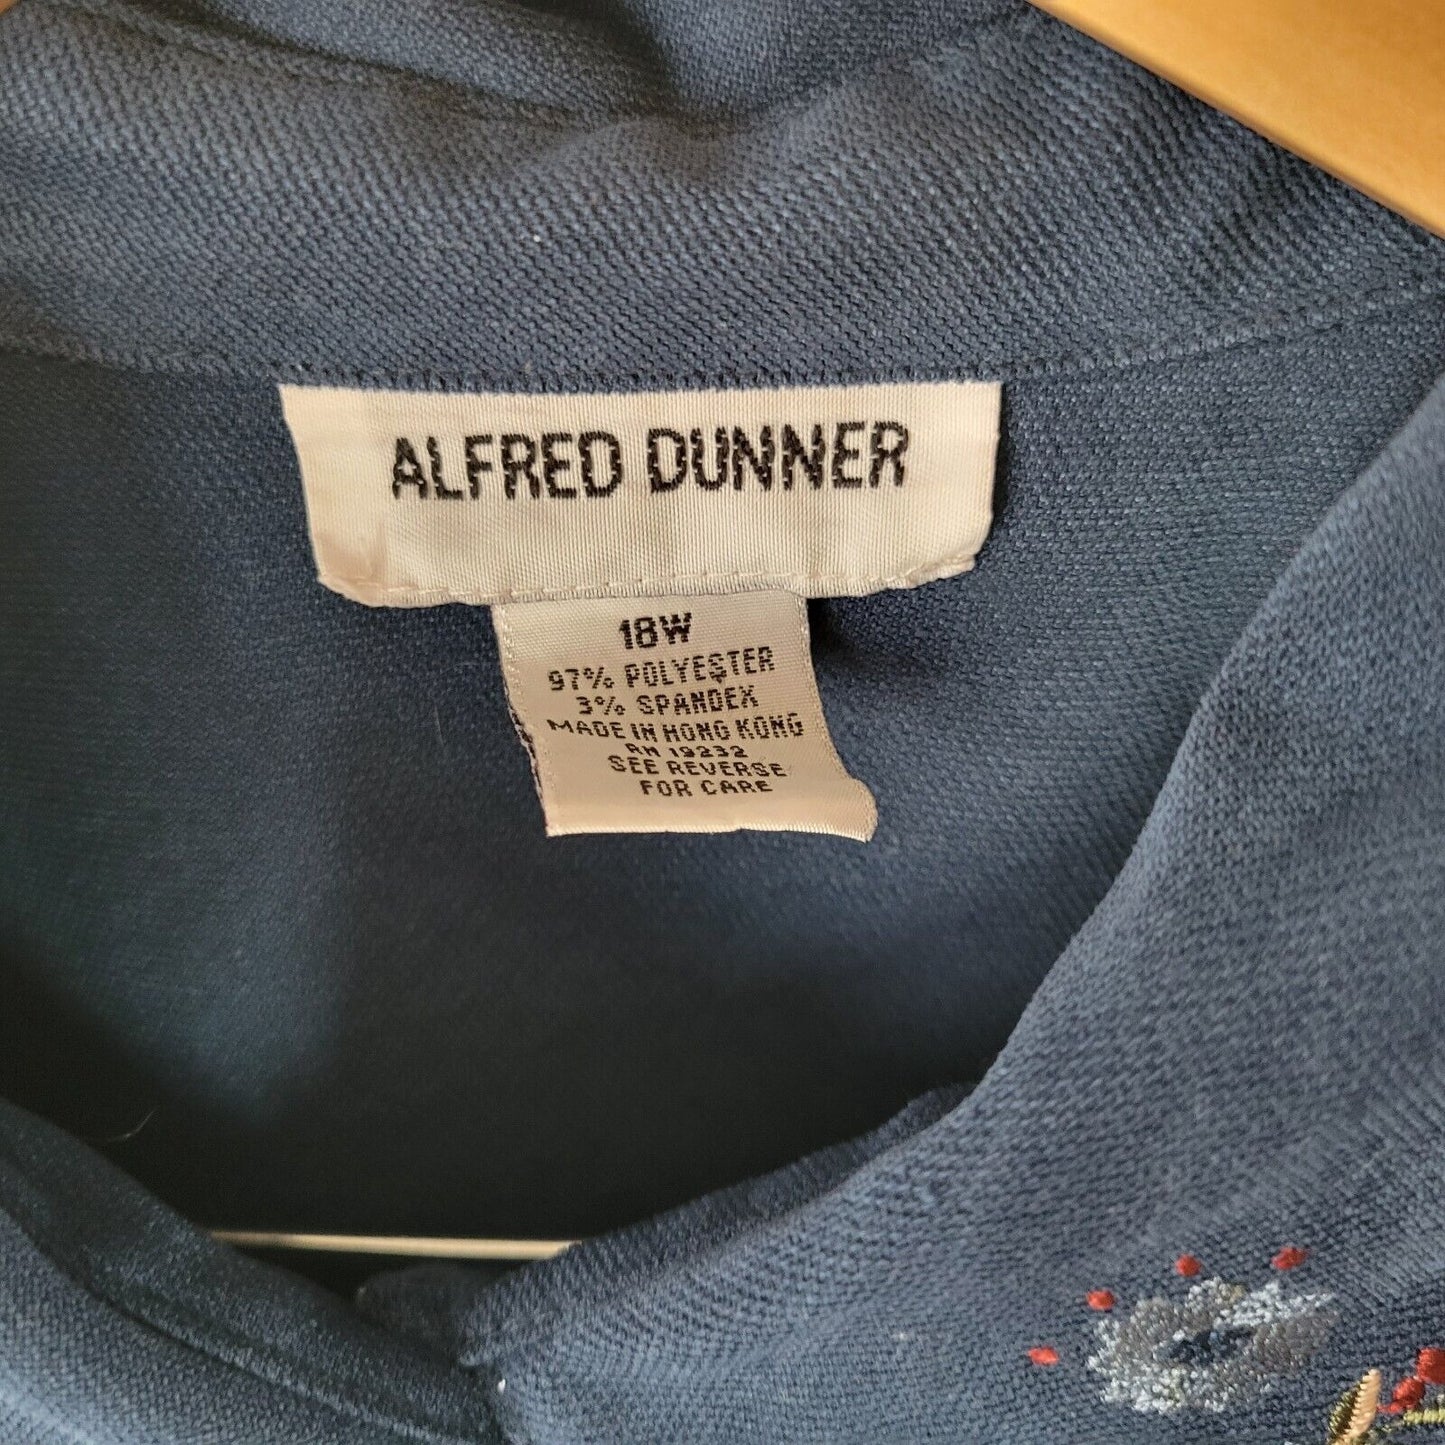 ALFRED DUNNER
18W
97% POLYESTER
3% SPANDEX
MADE IN HONG KONG
RN 19232
SEE REVERSE
FOR CARE